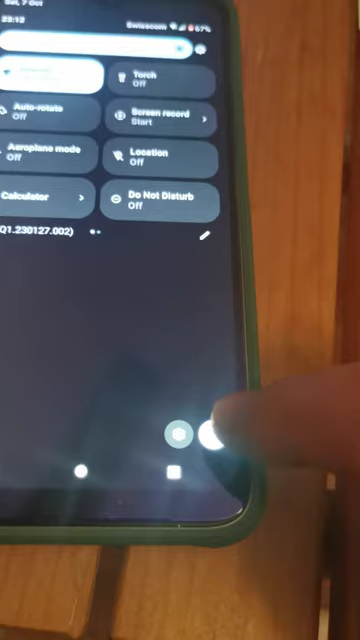 Sat, 7 Oct
23:12 Swisscom 67%
Torch
Off
Auto-rotate
Off
Screen record
Start
Aeroplane mode
Off
Location
Off
Calculator
Do Not Disturb
Off
Q1.230127.002)